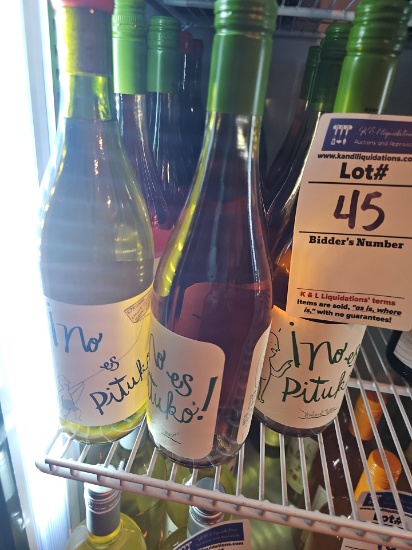 ¡No
es
Pituko
¡No
es
Pituko!
¡No
es
Pituko
K & L Liquidations
Auctions and Appraisals
www.kandlliquidations.com
Lot#
45
Bidder's Number
K & L Liquidations' terms
Items are sold, "as is, where
is," with no guarantees!